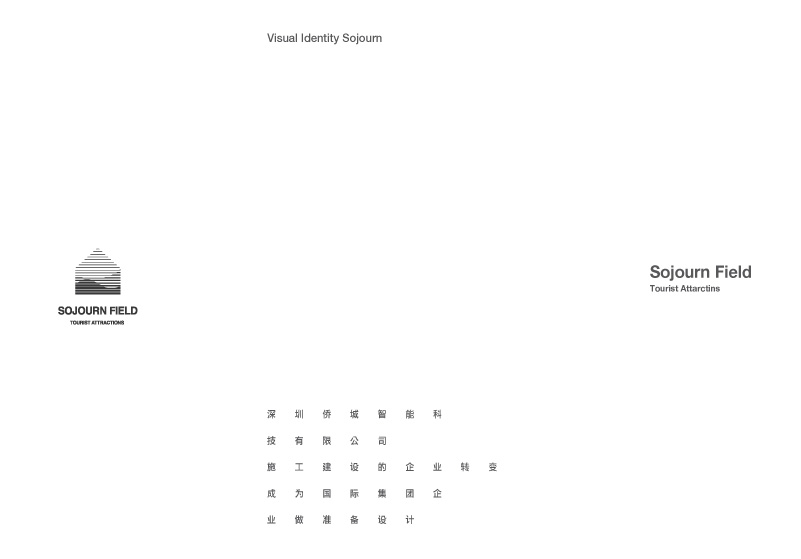 Visual Identity Sojourn
SOJOURN FIELD
TOURIST ATTRACTIONS
Sojourn Field
Tourist Attarctins
深圳侨城智能科
技有限公司
施工建设的企业转变
成为国际集团企
业做准备设计